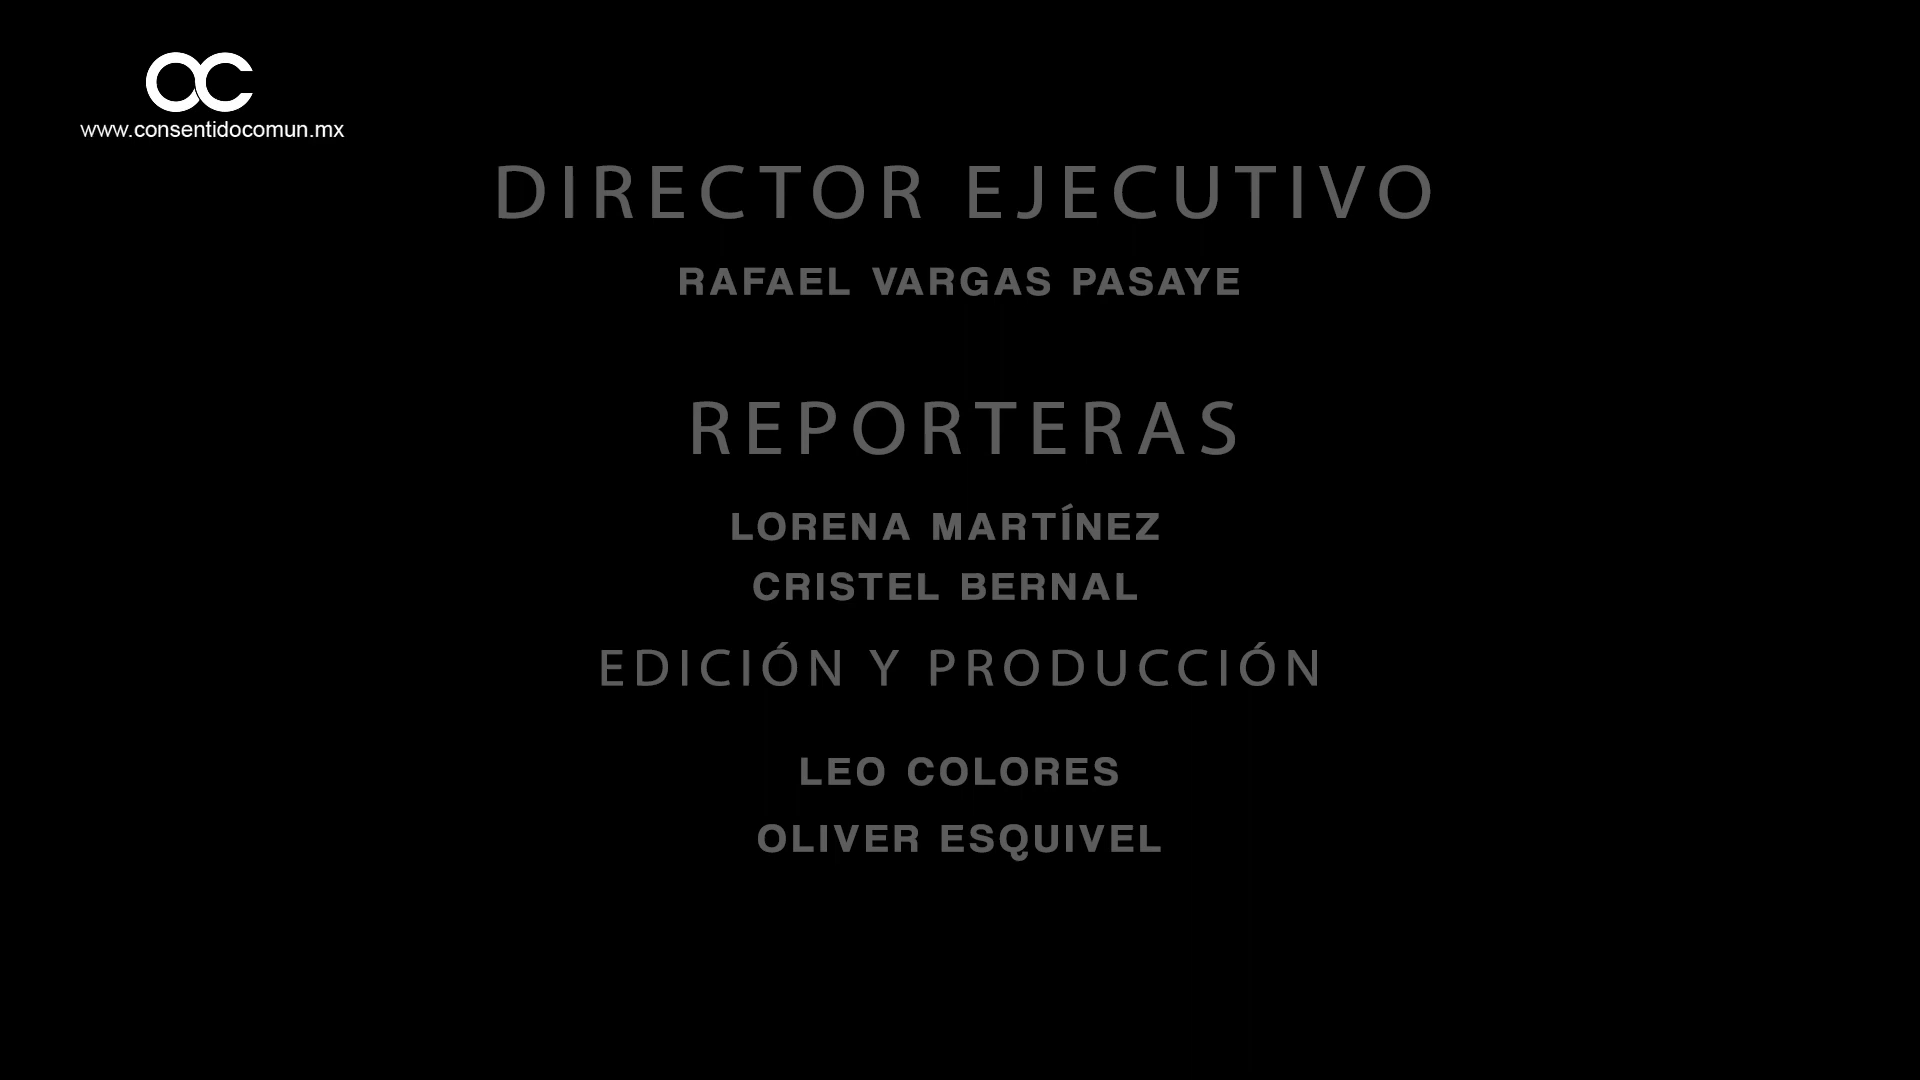 www.consentidocomun.mx
DIRECTOR EJECUTIVO
RAFAEL VARGAS PASAYE
REPORTERAS
LORENA MARTÍNEZ
CRISTEL BERNAL
EDICIÓN Y PRODUCCIÓN
LEO COLORES
OLIVER ESQUIVEL